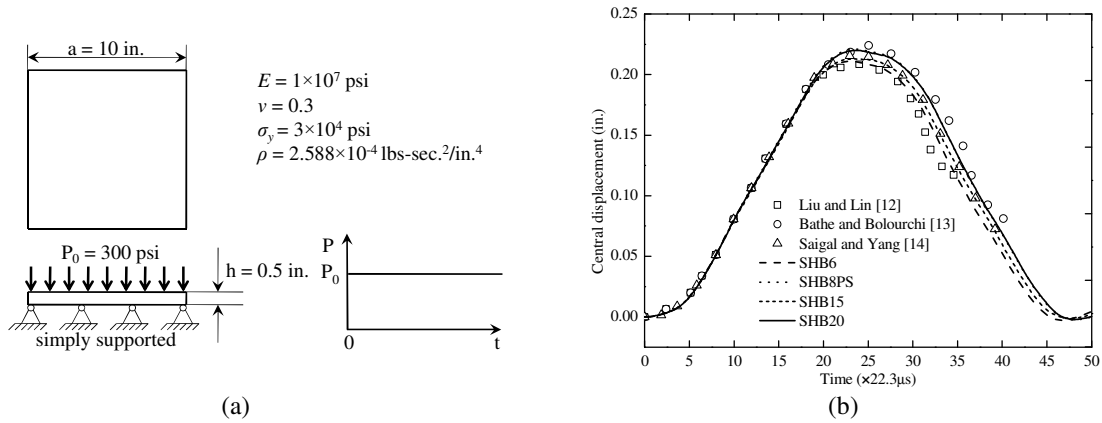 a = 10 in.
E = 1×10⁷ psi
ν = 0.3
σy = 3×10⁴ psi
ρ = 2.588×10⁻⁴ lbs-sec.²/in.⁴
P₀ = 300 psi
h = 0.5 in.
simply supported
P
P₀
0
t
(a)
0.25
0.20
0.15
0.10
0.05
0.00
Central displacement (in.)
Liu and Lin [12]
Bathe and Bolourchi [13]
Saigal and Yang [14]
SHB6
SHB8PS
SHB15
SHB20
0 5 10 15 20 25 30 35 40 45 50
Time (×22.3μs)
(b)